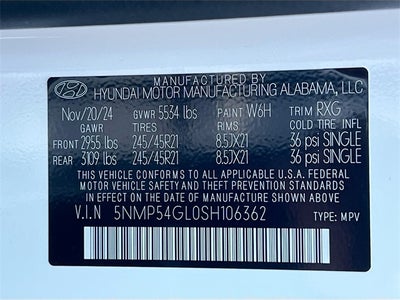 MANUFACTURED BY
HYUNDAI MOTOR MANUFACTURING ALABAMA, LLC
Nov/20/24 GVWR 5534 lbs PAINT W6H TRIM RXG
GAWR TIRES RIMS COLD TIRE INFL
FRONT 2955 lbs 245/45R21 8.5JX21 36 psi SINGLE
REAR 3109 lbs 245/45R21 8.5JX21 36 psi SINGLE
THIS VEHICLE CONFORMS TO ALL APPLICABLE U.S.A. FEDERAL
MOTOR VEHICLE SAFETY, BUMPER, AND THEFT PREVENTION
STANDARDS IN EFFECT ON THE DATE OF MANUFACTURE SHOWN ABOVE.
V.I.N 5NMP54GL0SH106362 TYPE: MPV